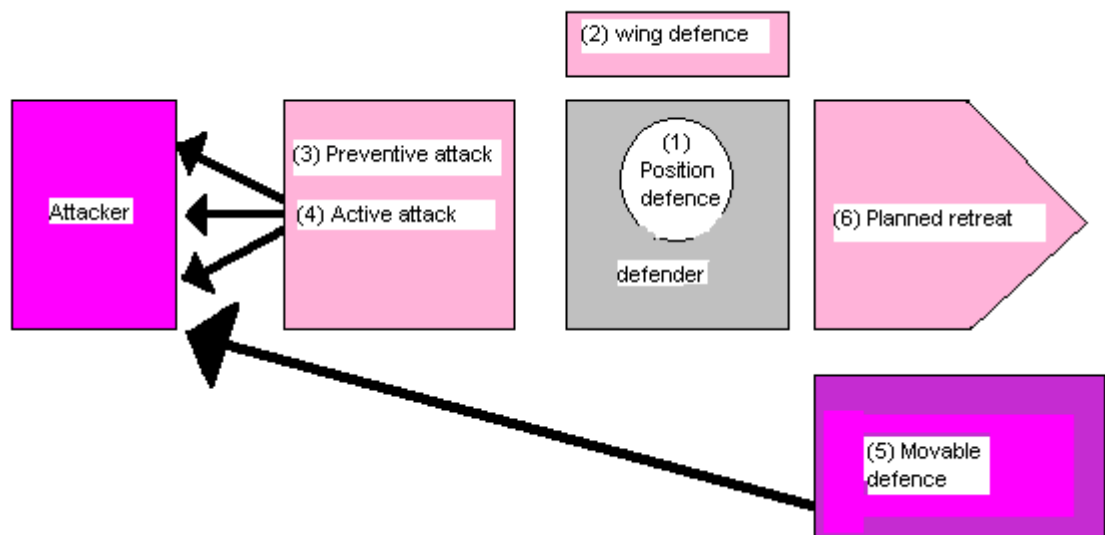 (2) wing defence
(1)
Position
defence
(3) Preventive attack
Attacker
(4) Active attack
(6) Planned retreat
defender
(5) Movable
defence